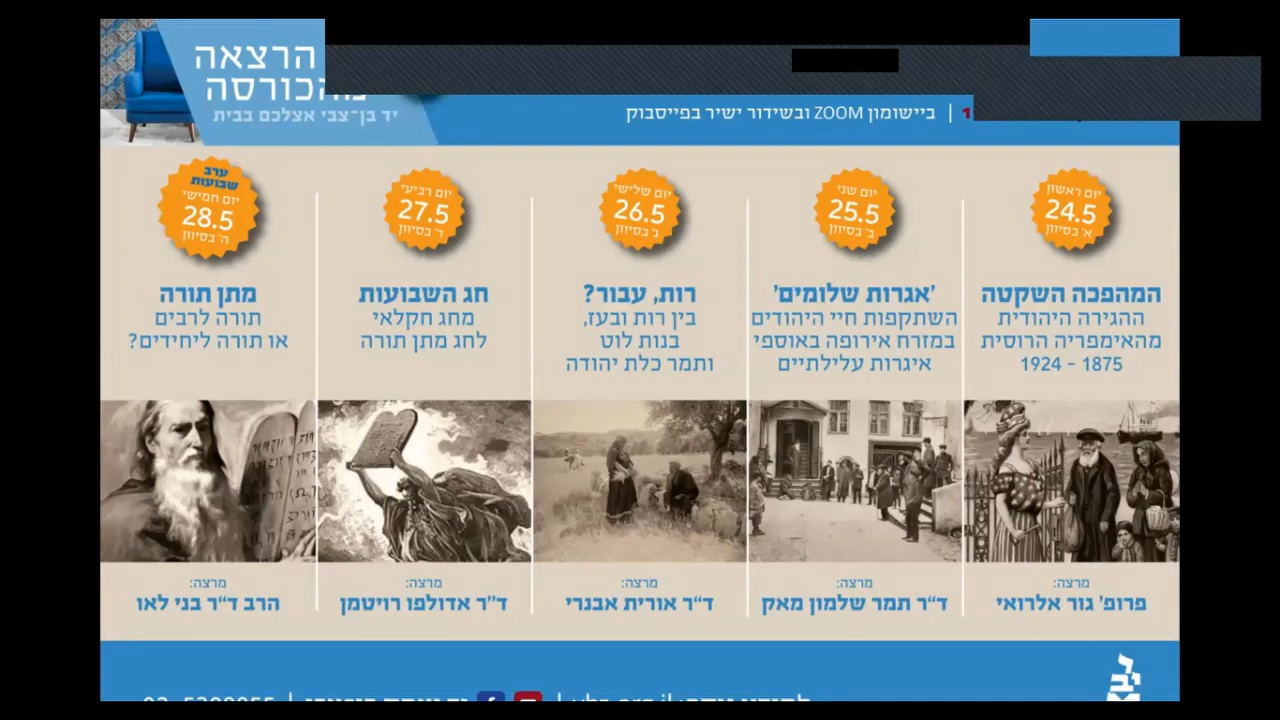 הרצאה
מהכורסה
יד בן־צבי אצלכם בבית
ביישומון ZOOM ובשידור ישיר בפייסבוק
יום ראשון
24.5
א' בסיוון
המהפכה השקטה
ההגירה היהודית
מהאימפריה הרוסית
1924 - 1875
מרצה:
פרופ' גור אלרואי
יום שני
25.5
ב' בסיוון
'אגרות שלומים'
השתקפות חיי היהודים
במזרח אירופה באוספי
איגרות עלילתיים
מרצה:
ד"ר תמר שלמון מאק
יום שלישי
26.5
ג' בסיוון
רות, עבור?
בין רות ובעז,
בנות לוט
ותמר כלת יהודה
מרצה:
ד"ר אורית אבנרי
יום רביעי
27.5
ד' בסיוון
חג השבועות
מחג חקלאי
לחג מתן תורה
מרצה:
ד"ר אדולפו רויטמן
ערב
שבועות
יום חמישי
28.5
ה' בסיוון
מתן תורה
תורה לרבים
או תורה ליחידים?
מרצה:
הרב ד"ר בני לאו